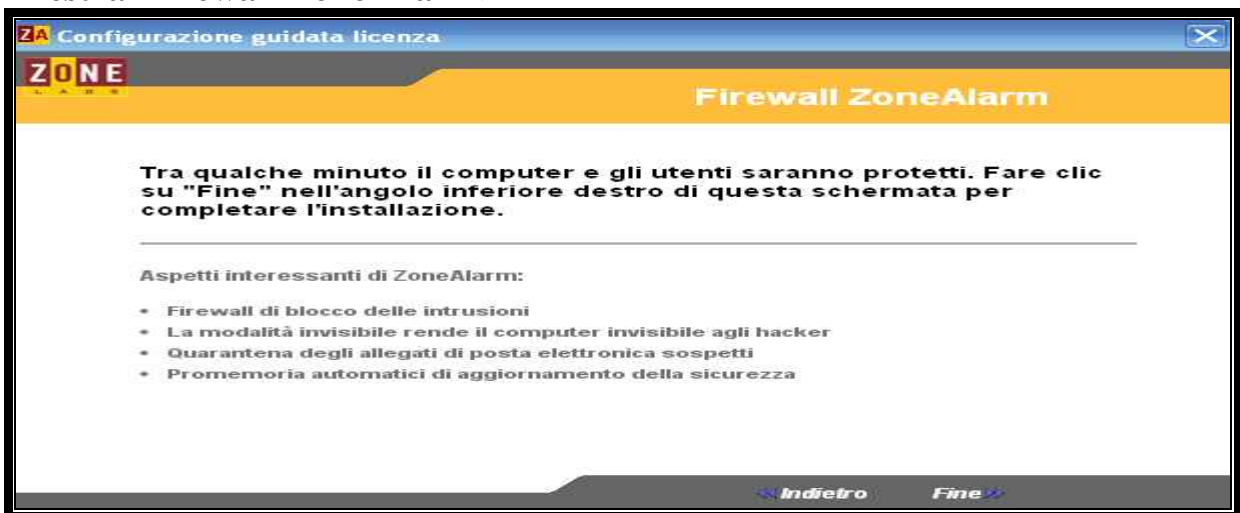 ZA Configurazione guidata licenza
ZONE
LABS
Firewall ZoneAlarm
Tra qualche minuto il computer e gli utenti saranno protetti. Fare clic
su "Fine" nell'angolo inferiore destro di questa schermata per
completare l'installazione.
Aspetti interessanti di ZoneAlarm:
• Firewall di blocco delle intrusioni
• La modalità invisibile rende il computer invisibile agli hacker
• Quarantena degli allegati di posta elettronica sospetti
• Promemoria automatici di aggiornamento della sicurezza
<<Indietro Fine>>